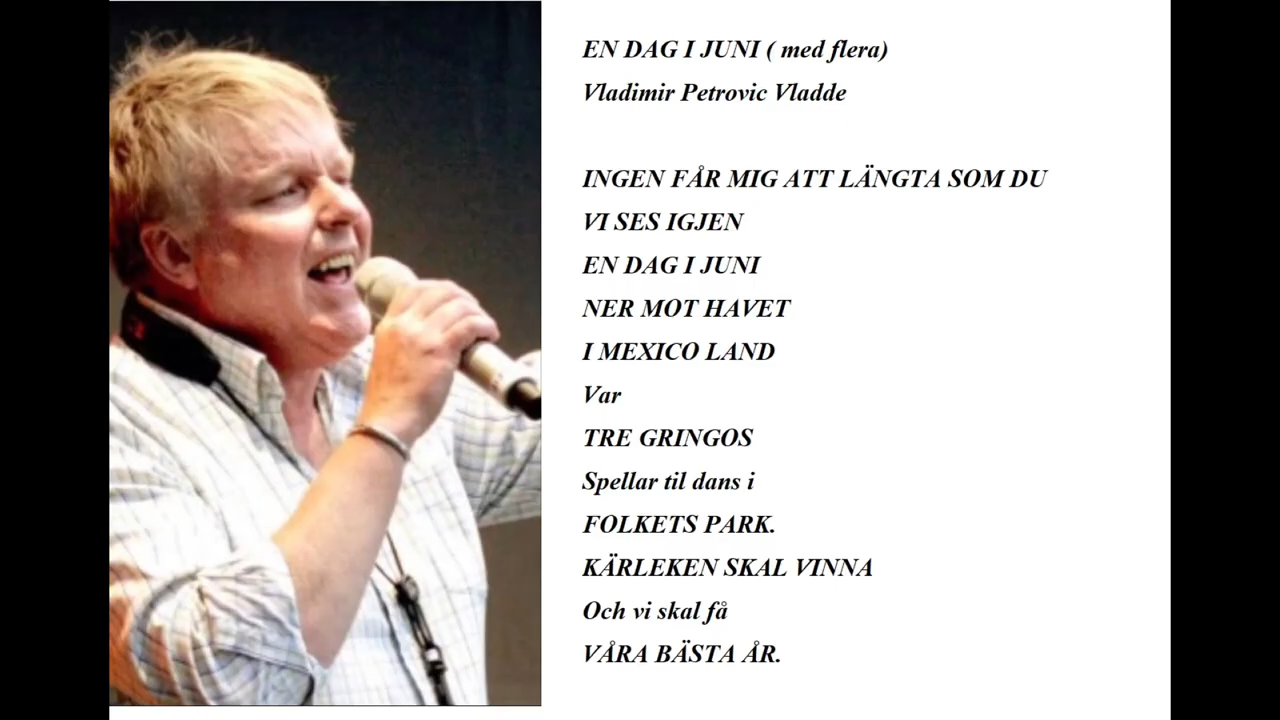 EN DAG I JUNI ( med flera)
Vladimir Petrovic Vladde
INGEN FÅR MIG ATT LÄNGTA SOM DU
VI SES IGJEN
EN DAG I JUNI
NER MOT HAVET
I MEXICO LAND
Var
TRE GRINGOS
Spellar til dans i
FOLKETS PARK.
KÄRLEKEN SKAL VINNA
Och vi skal få
VÅRA BÄSTA ÅR.